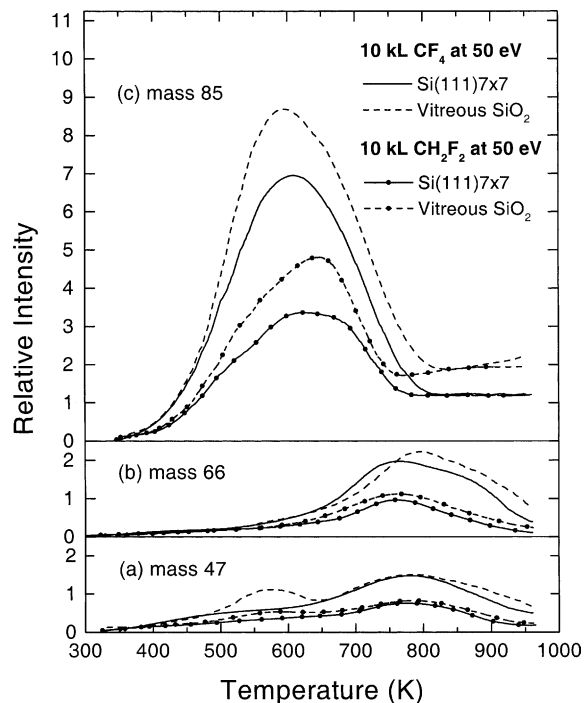 11
10
9
8
7
6
5
4
3
2
1
0
2
1
0
2
1
0
Relative Intensity
10 kL CF₄ at 50 eV
Si(111)7x7
Vitreous SiO₂
10 kL CH₂F₂ at 50 eV
Si(111)7x7
Vitreous SiO₂
(c) mass 85
(b) mass 66
(a) mass 47
300 400 500 600 700 800 900 1000
Temperature (K)